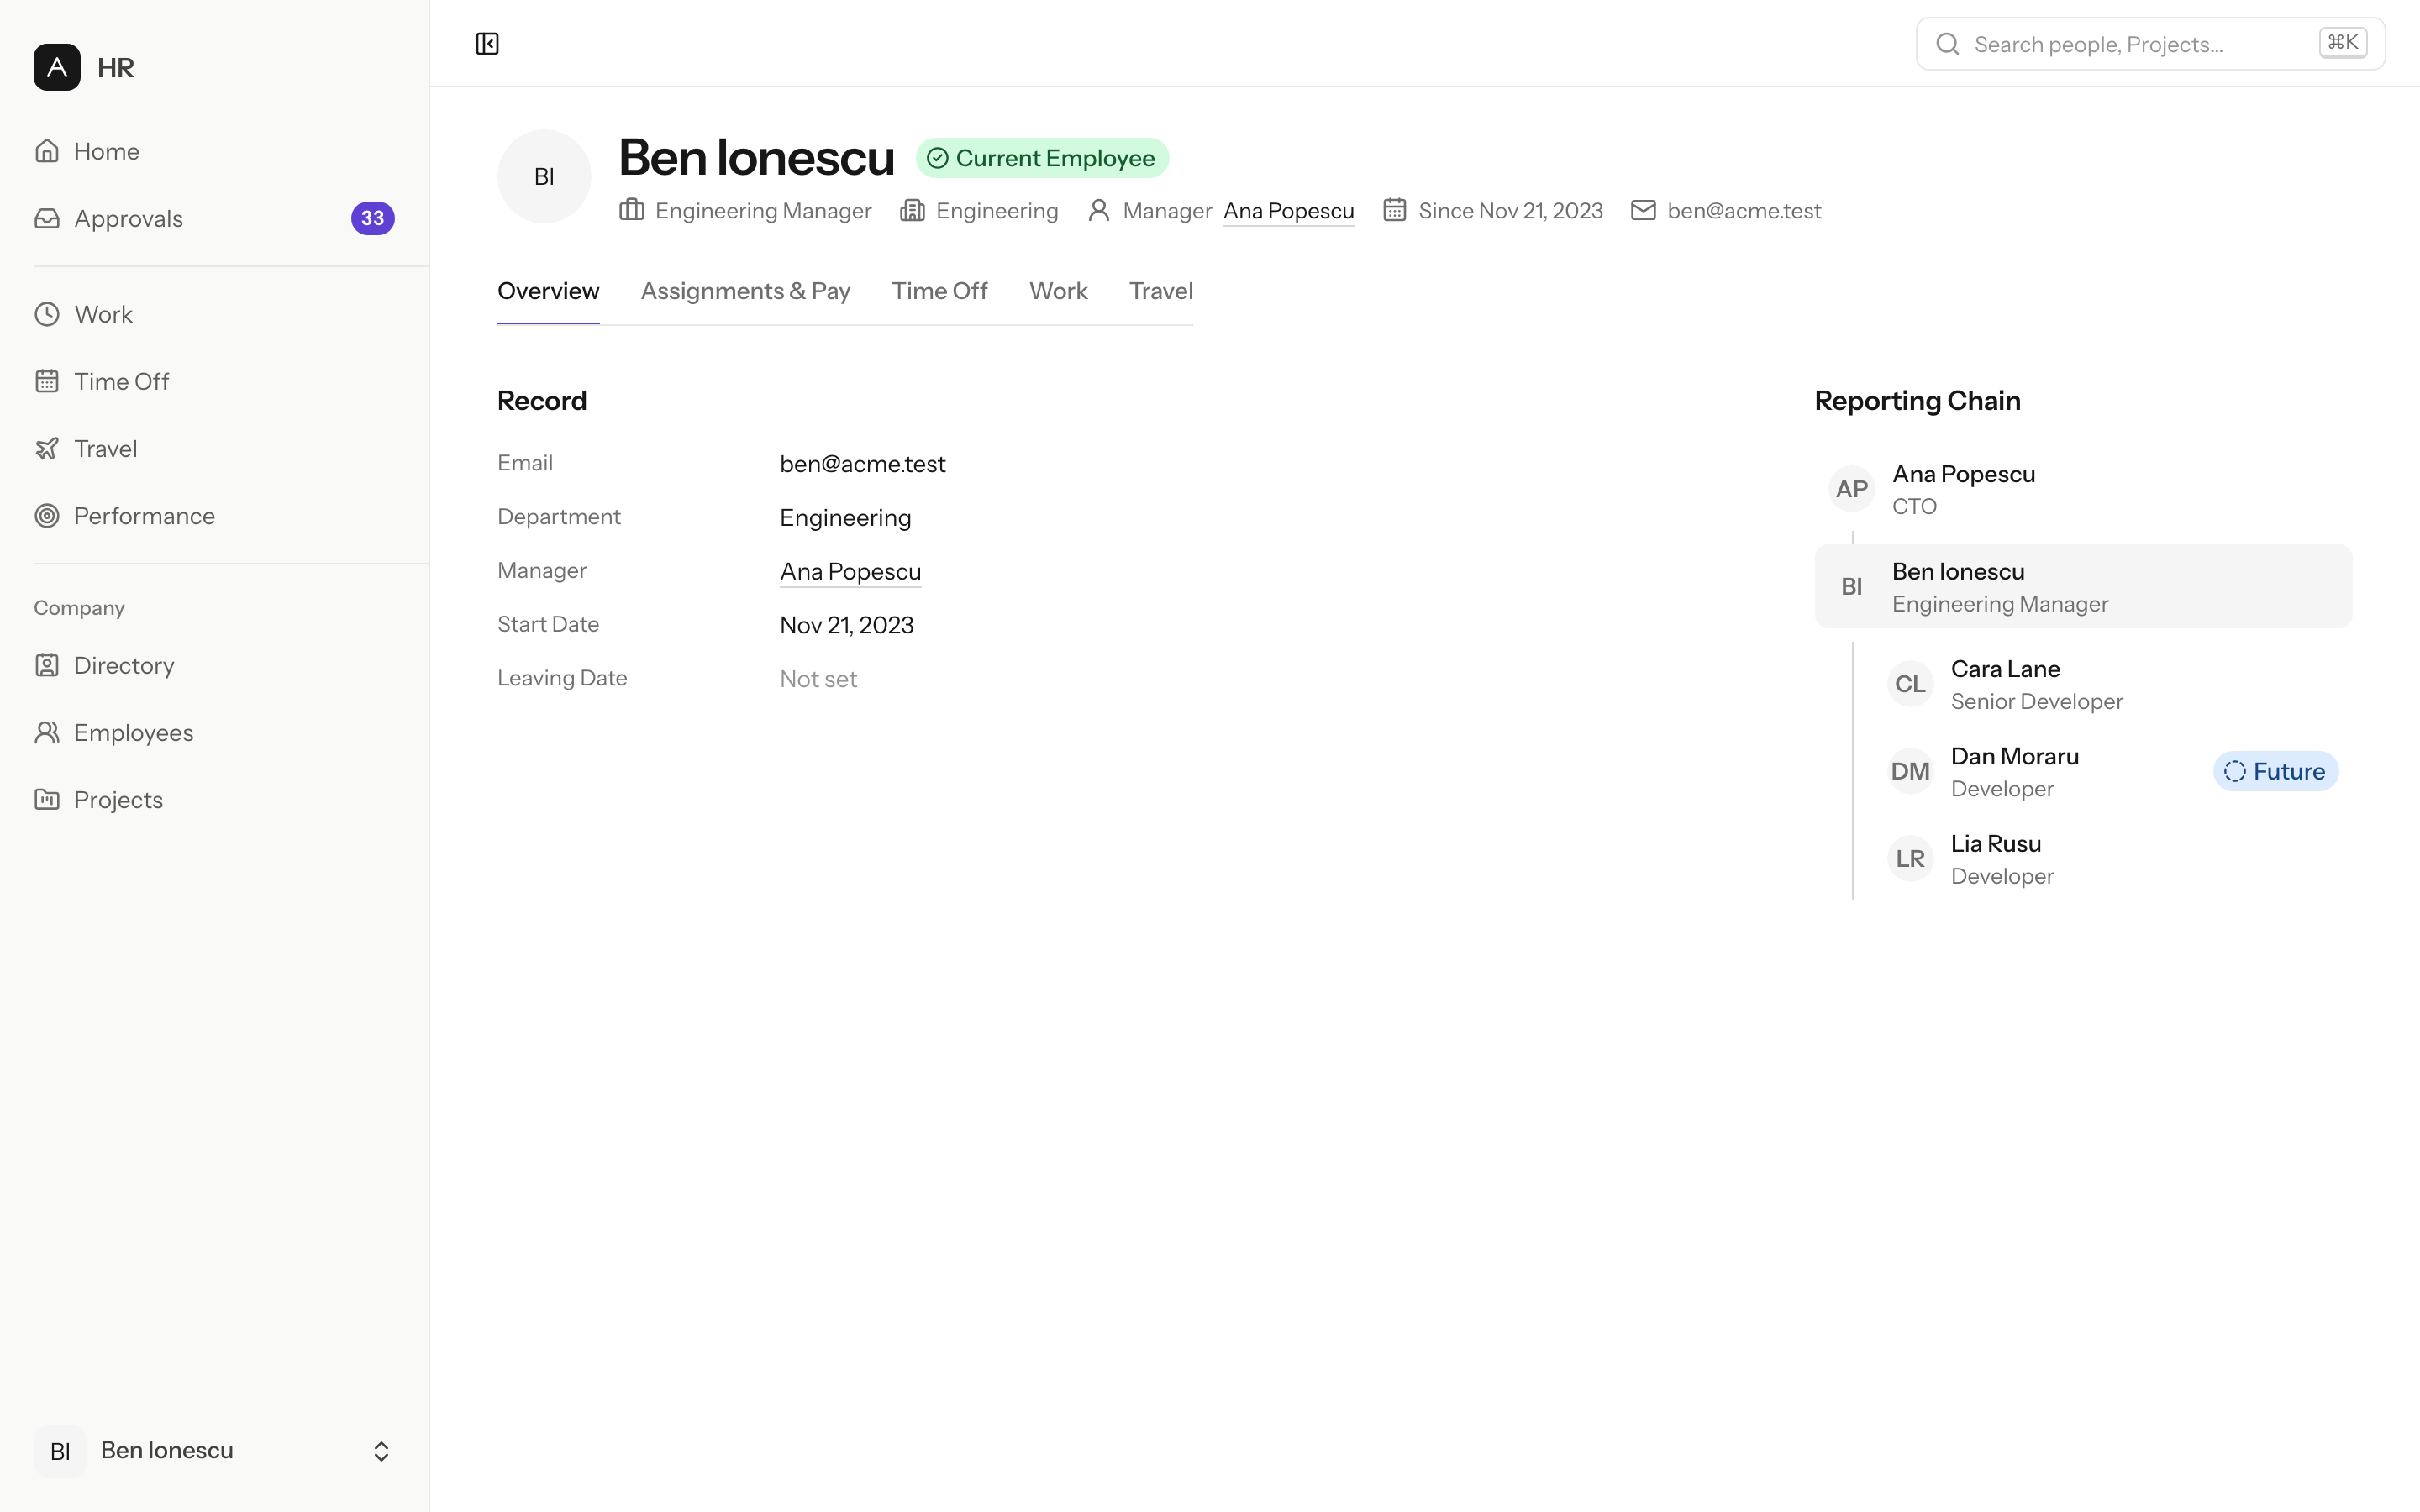 A HR
Home
Approvals 33
Work
Time Off
Travel
Performance
Company
Directory
Employees
Projects
BI Ben Ionescu
Search people, Projects... ⌘K
BI
Ben Ionescu Current Employee
Engineering Manager Engineering Manager Ana Popescu Since Nov 21, 2023 ben@acme.test
Overview Assignments & Pay Time Off Work Travel
Record
Email ben@acme.test
Department Engineering
Manager Ana Popescu
Start Date Nov 21, 2023
Leaving Date Not set
Reporting Chain
AP Ana Popescu
CTO
BI Ben Ionescu
Engineering Manager
CL Cara Lane
Senior Developer
DM Dan Moraru Future
Developer
LR Lia Rusu
Developer